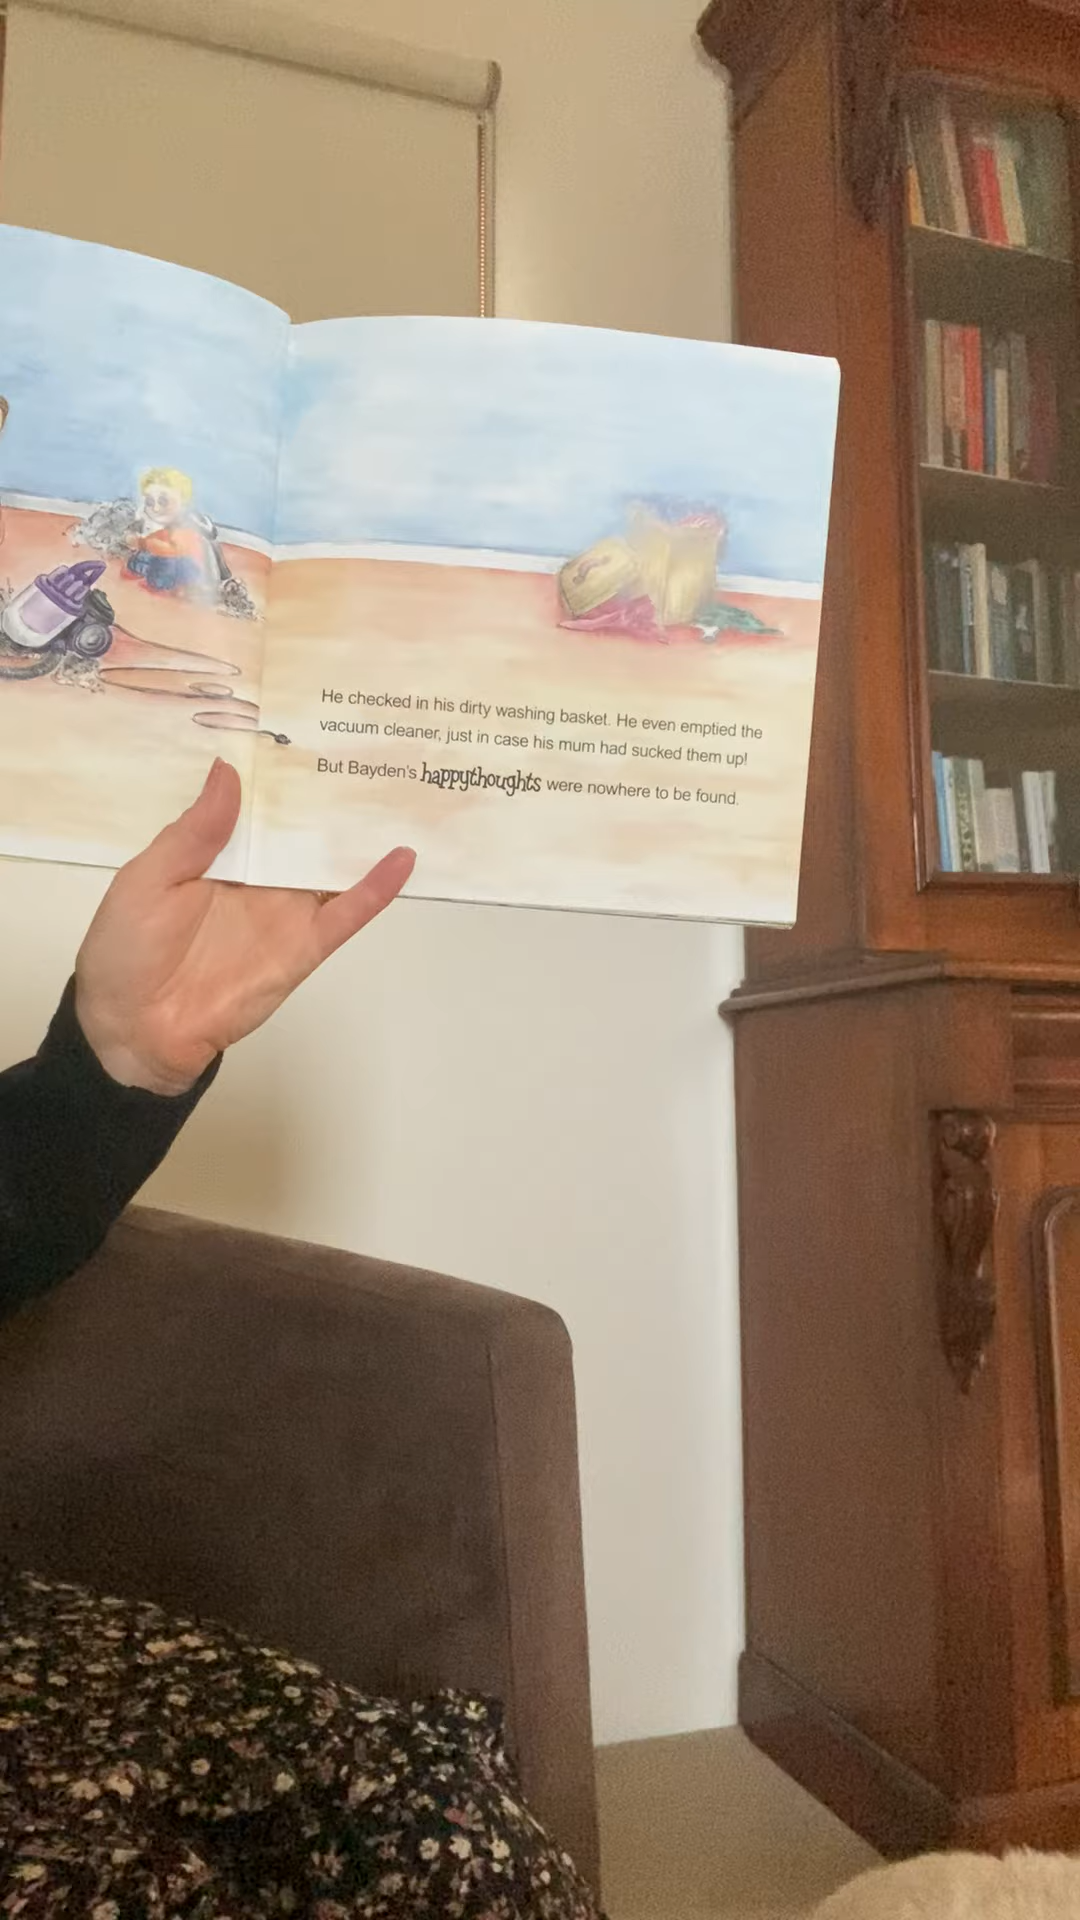 He checked in his dirty washing basket. He even emptied the
vacuum cleaner, just in case his mum had sucked them up!
But Bayden's happythoughts were nowhere to be found.